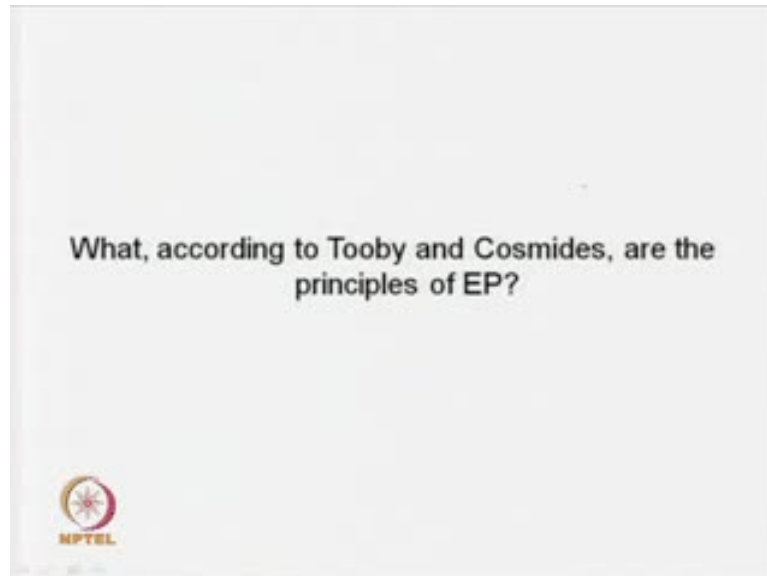 What, according to Tooby and Cosmides, are the
principles of EP?
NPTEL